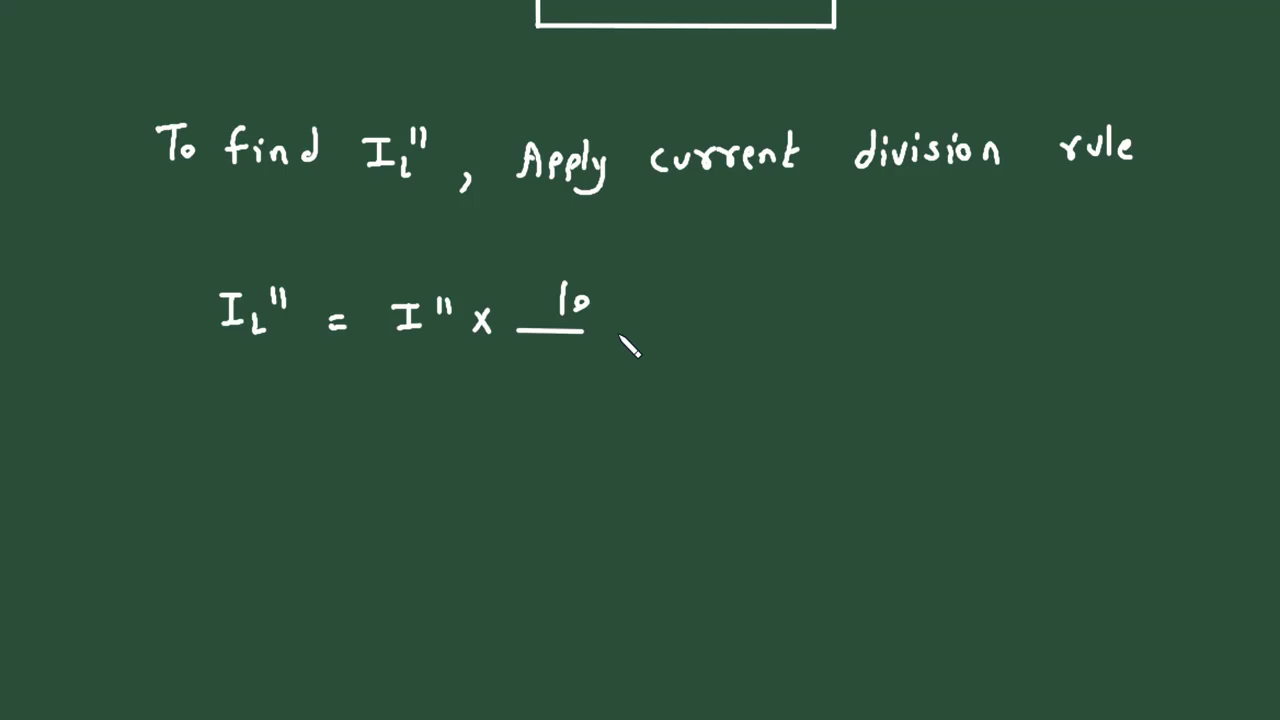 To find IL", Apply current division rule
IL" = I" x 10